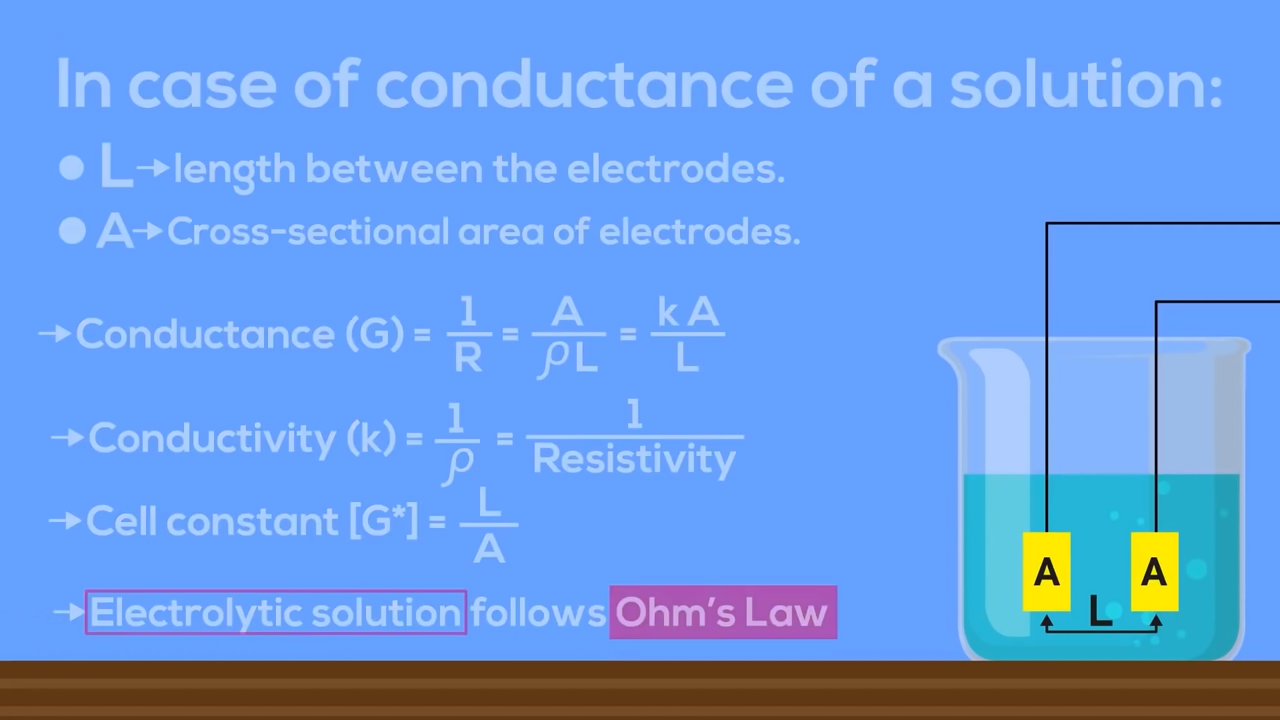 In case of conductance of a solution:
● L→length between the electrodes.
● A→Cross-sectional area of electrodes.
→Conductance (G) = 1/R = A/ρL = k A/L
→Conductivity (k) = 1/ρ = 1/Resistivity
→Cell constant [G*] = L/A
→Electrolytic solution follows Ohm's Law
A A
L